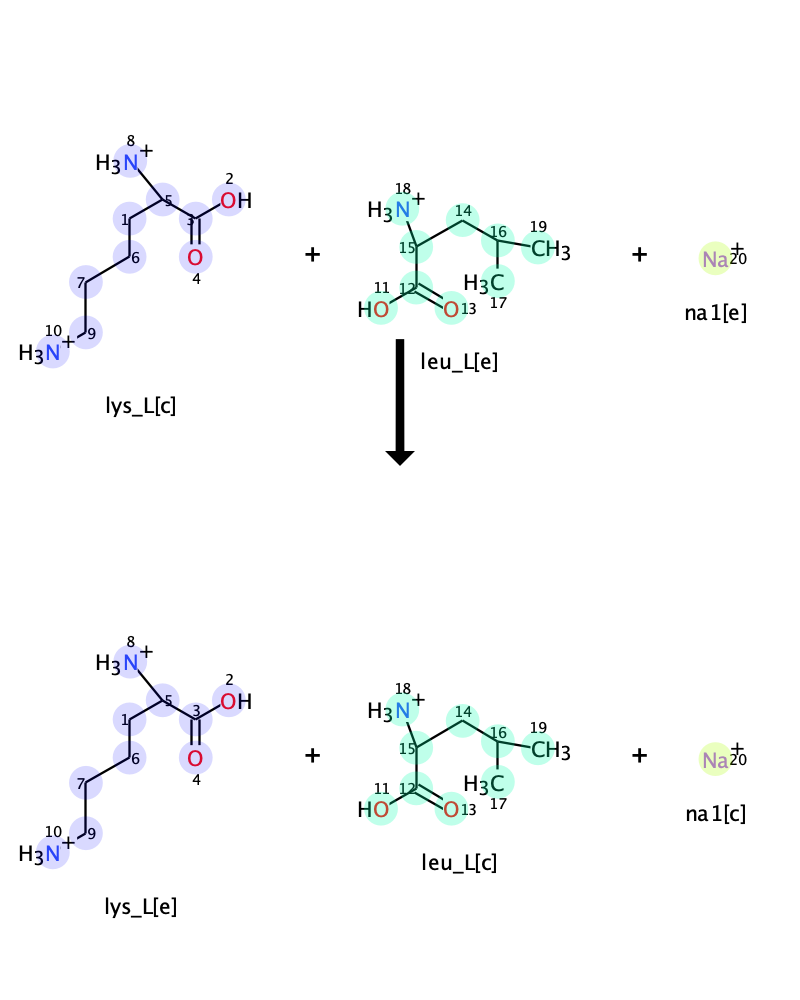 8
H3N+
2
OH
5
3
1
O
4
6
7
10
9
H3N+
lys_L[c]
+
18
H3N+
14
19
16
CH3
15
H3C
17
11
12
HO
O
13
leu_L[e]
+
Na+
20
na1[e]
8
H3N+
2
OH
5
3
1
O
4
6
7
10
9
H3N+
lys_L[e]
+
18
H3N+
14
19
16
CH3
15
H3C
17
11
12
HO
O
13
leu_L[c]
+
Na+
20
na1[c]